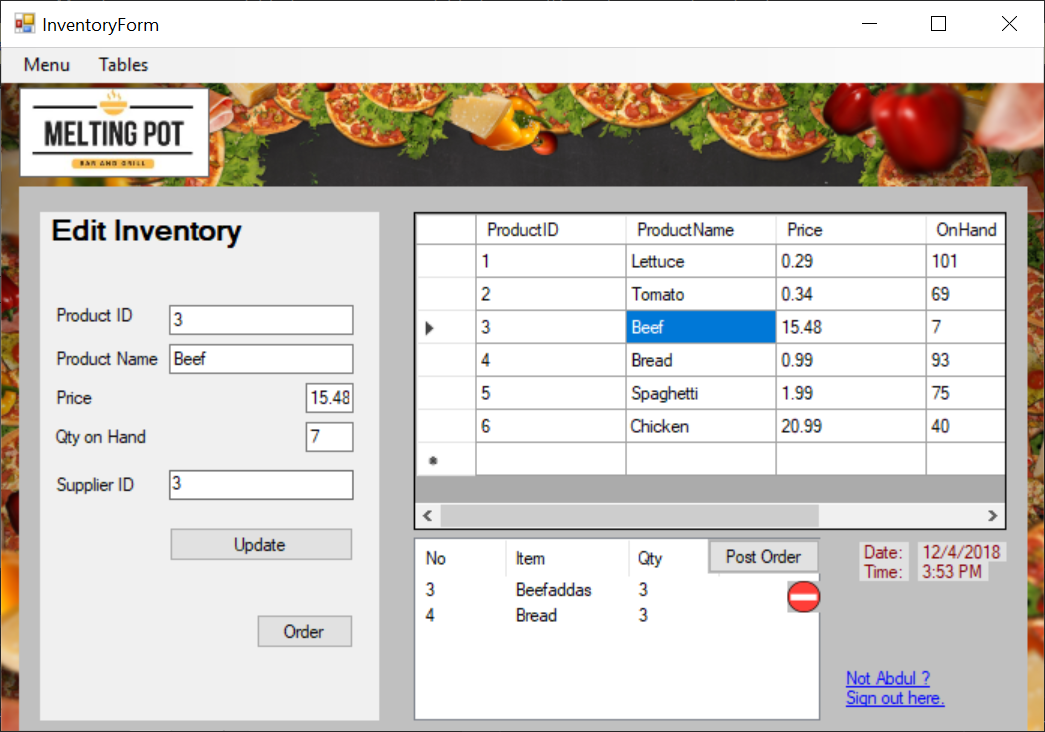 InventoryForm
Menu Tables
MELTING POT
BAR AND GRILL
Edit Inventory
Product ID 3
Product Name Beef
Price 15.48
Qty on Hand 7
Supplier ID 3
Update
Order
ProductID ProductName Price OnHand
1 Lettuce 0.29 101
2 Tomato 0.34 69
3 Beef 15.48 7
4 Bread 0.99 93
5 Spaghetti 1.99 75
6 Chicken 20.99 40
No Item Qty Post Order
3 Beefaddas 3
4 Bread 3
Date: 12/4/2018
Time: 3:53 PM
Not Abdul ?
Sign out here.